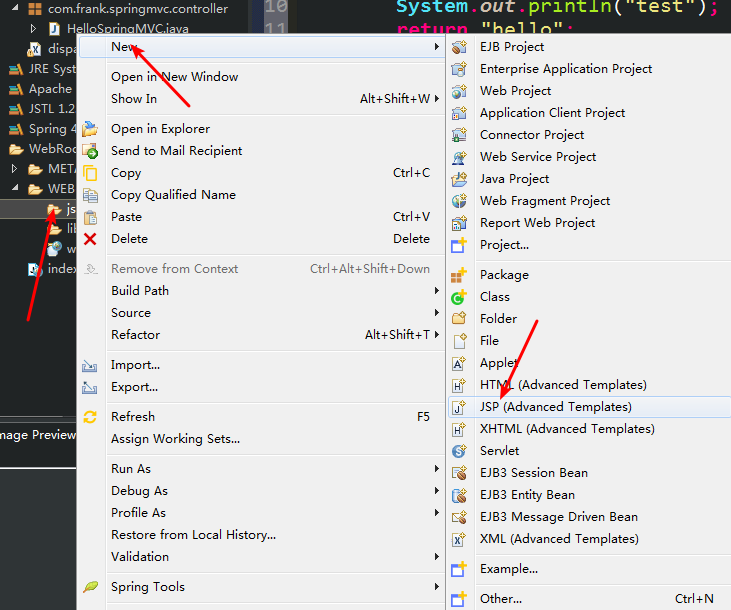 com.frank.springmvc.controller
HelloSpringMVC.java
dispa
JRE Syst
Apache
JSTL 1.2
Spring 4
WebRoo
META
WEB
js
lib
w
index
mage Preview
10
11
System.out.println("test");
return "hello";
New
Open in New Window
Show In Alt+Shift+W
Open in Explorer
Send to Mail Recipient
Copy Ctrl+C
Copy Qualified Name
Paste Ctrl+V
Delete Delete
Remove from Context Ctrl+Alt+Shift+Down
Build Path
Source
Refactor Alt+Shift+T
Import...
Export...
Refresh F5
Assign Working Sets...
Run As
Debug As
Profile As
Restore from Local History...
Validation
Spring Tools
EJB Project
Enterprise Application Project
Web Project
Application Client Project
Connector Project
Web Service Project
Java Project
Web Fragment Project
Report Web Project
Project...
Package
Class
Folder
File
Applet
HTML (Advanced Templates)
JSP (Advanced Templates)
XHTML (Advanced Templates)
Servlet
EJB3 Session Bean
EJB3 Entity Bean
EJB3 Message Driven Bean
XML (Advanced Templates)
Example...
Other... Ctrl+N